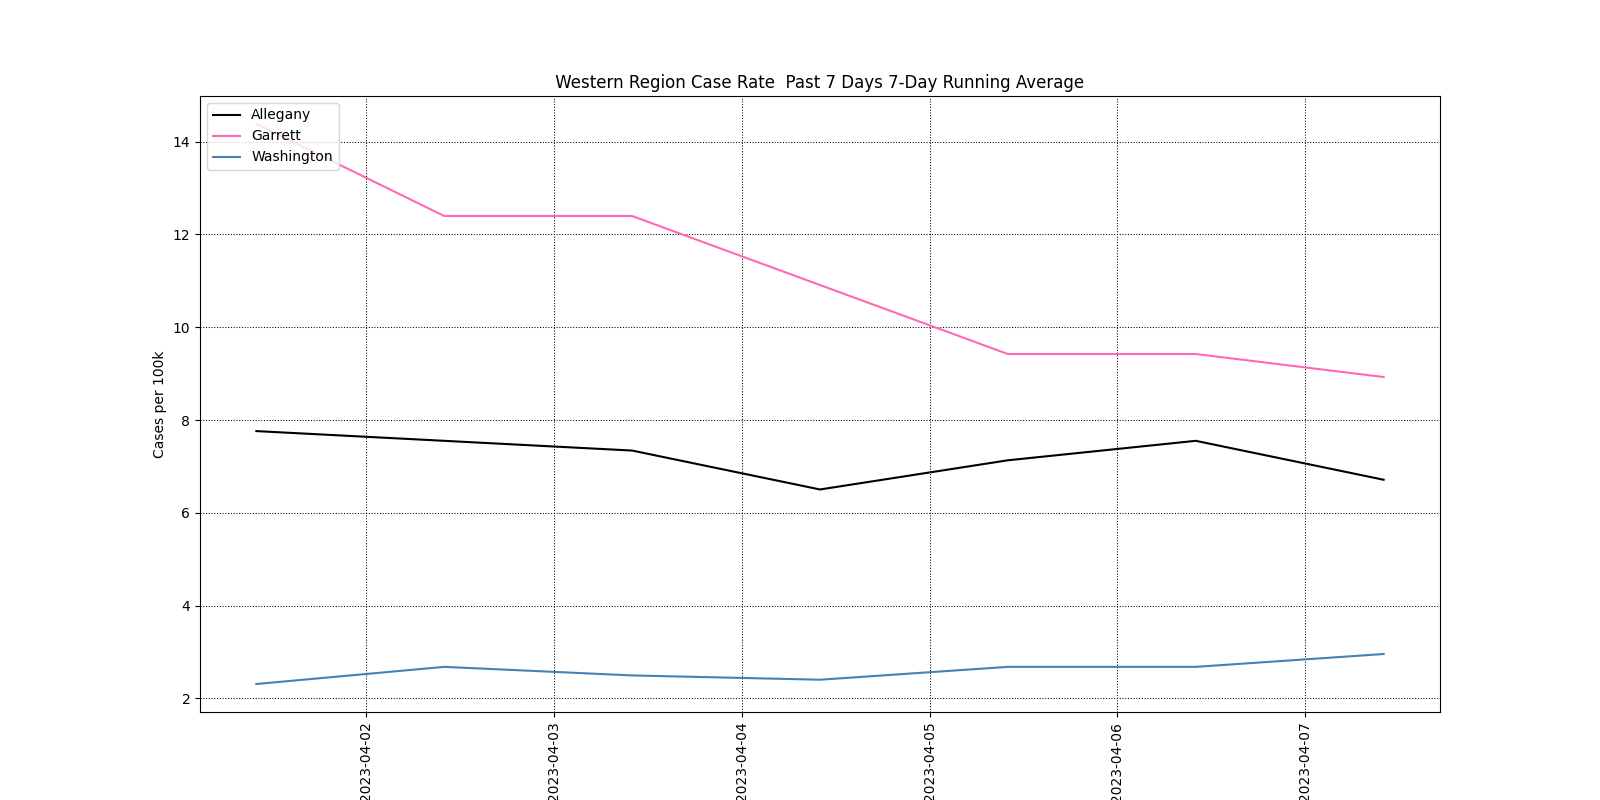 Western Region Case Rate  Past 7 Days 7-Day Running Average
Allegany
Garrett
Washington
Cases per 100k
14
12
10
8
6
4
2
2023-04-02
2023-04-03
2023-04-04
2023-04-05
2023-04-06
2023-04-07